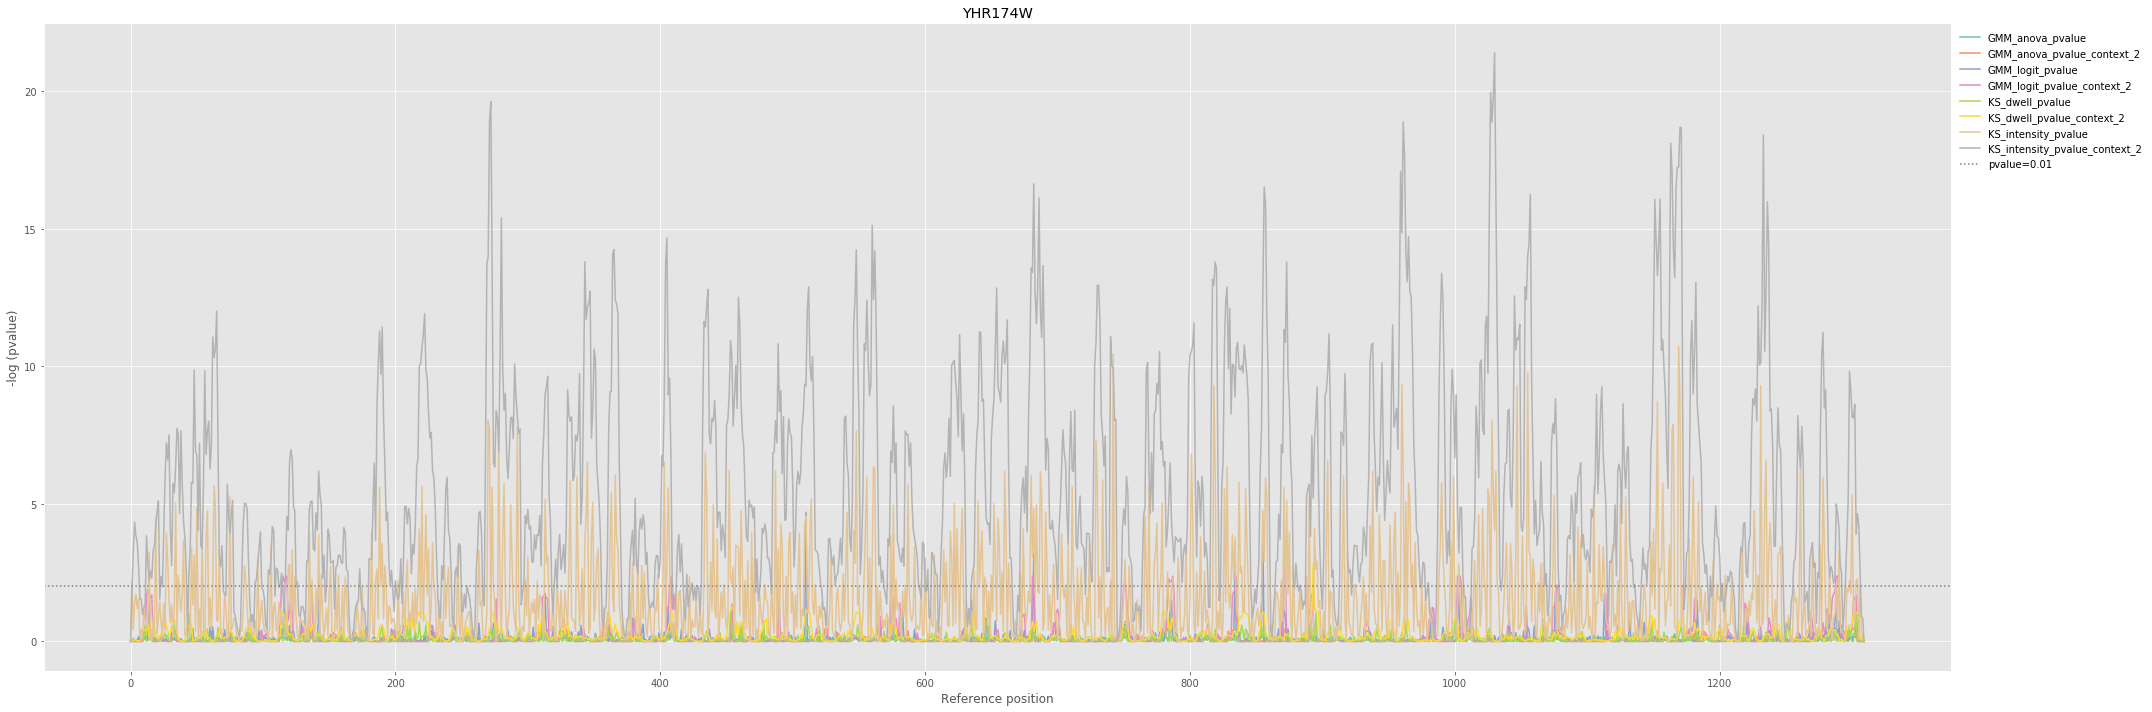 YHR174W
GMM_anova_pvalue
GMM_anova_pvalue_context_2
GMM_logit_pvalue
GMM_logit_pvalue_context_2
KS_dwell_pvalue
KS_dwell_pvalue_context_2
KS_intensity_pvalue
KS_intensity_pvalue_context_2
pvalue=0.01
-log (pvalue)
20
15
10
5
0
0 200 400 600 800 1000 1200
Reference position